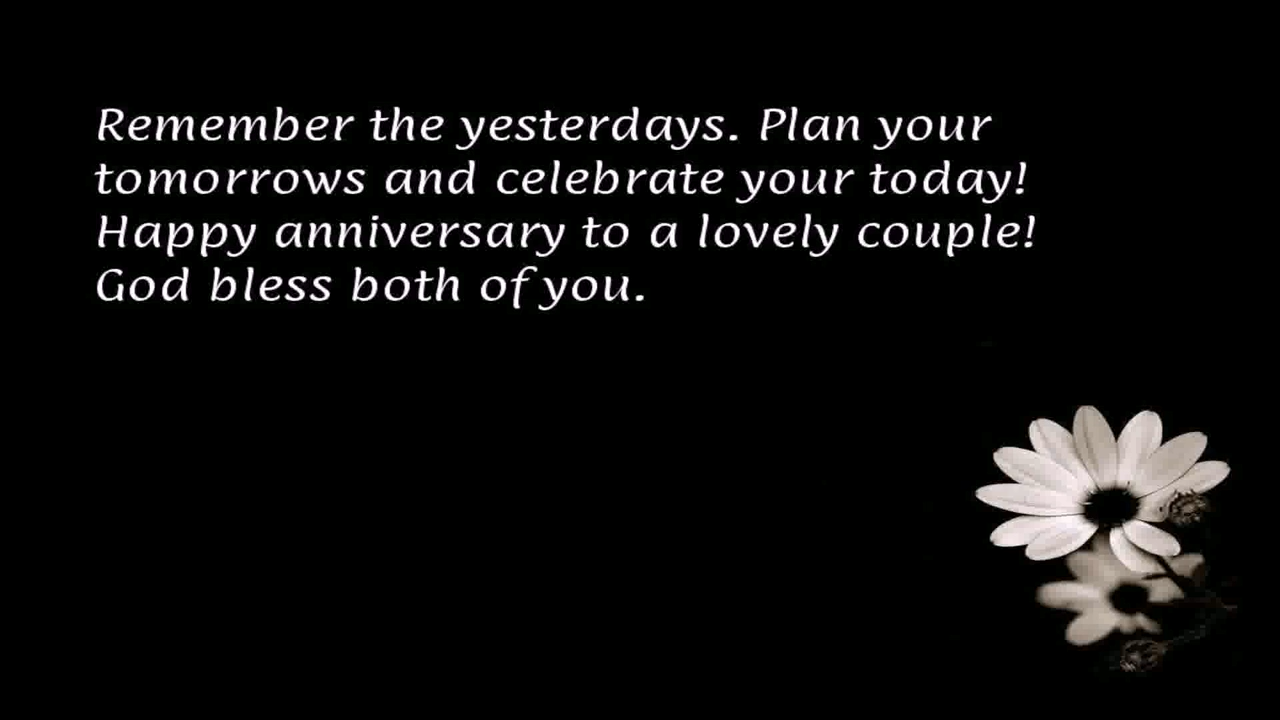 Remember the yesterdays. Plan your
tomorrows and celebrate your today!
Happy anniversary to a lovely couple!
God bless both of you.